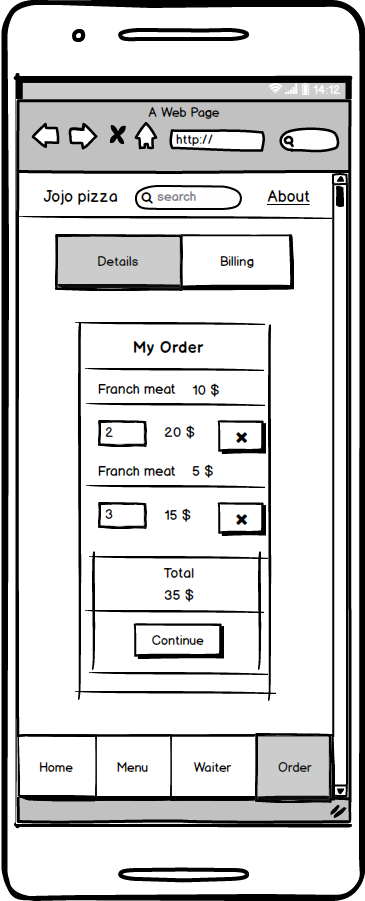 14:12
A Web Page
http://
Jojo pizza search About
Details Billing
My Order
Franch meat 10 $
2 20 $
Franch meat 5 $
3 15 $
Total
35 $
Continue
Home Menu Waiter Order